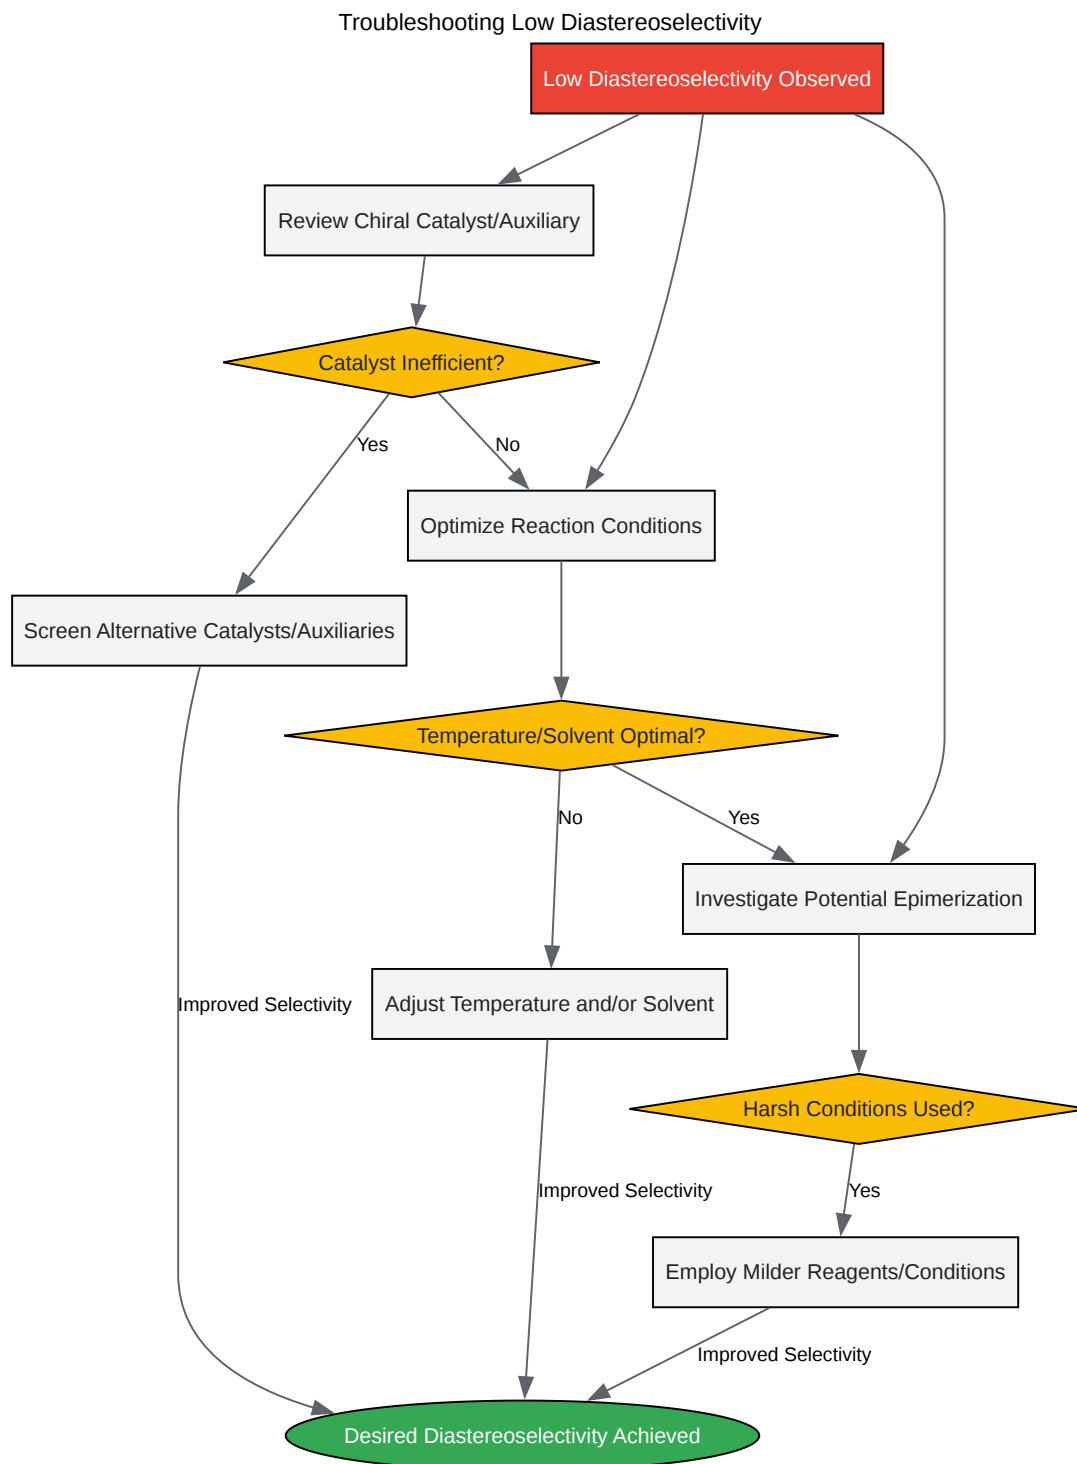 Troubleshooting Low Diastereoselectivity
Low Diastereoselectivity Observed
Review Chiral Catalyst/Auxiliary
Catalyst Inefficient?
Yes
No
Optimize Reaction Conditions
Screen Alternative Catalysts/Auxiliaries
Temperature/Solvent Optimal?
No
Yes
Investigate Potential Epimerization
Improved Selectivity
Adjust Temperature and/or Solvent
Harsh Conditions Used?
Improved Selectivity
Yes
Employ Milder Reagents/Conditions
Improved Selectivity
Desired Diastereoselectivity Achieved